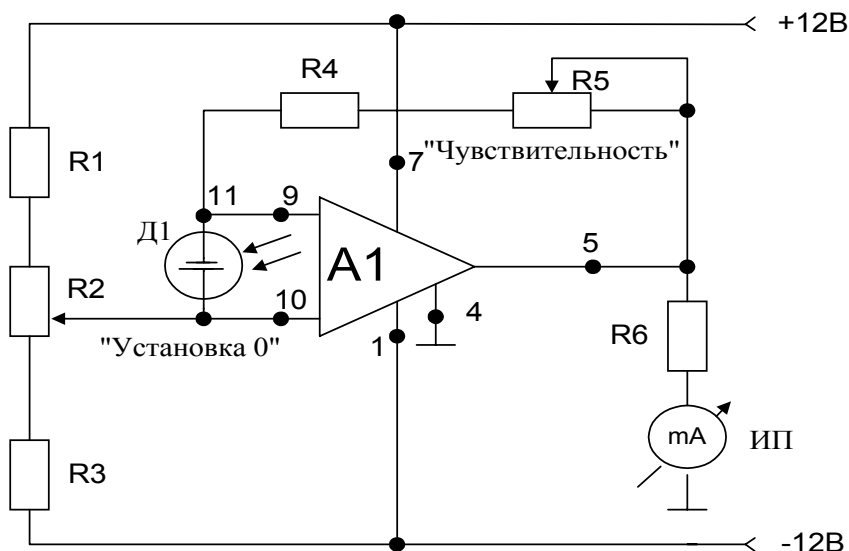 +12В
R4
R5
"Чувствительность"
7
R1
11
9
Д1
А1
5
R2
10
4
"Установка 0"
1
R6
mA
ИП
R3
-12В